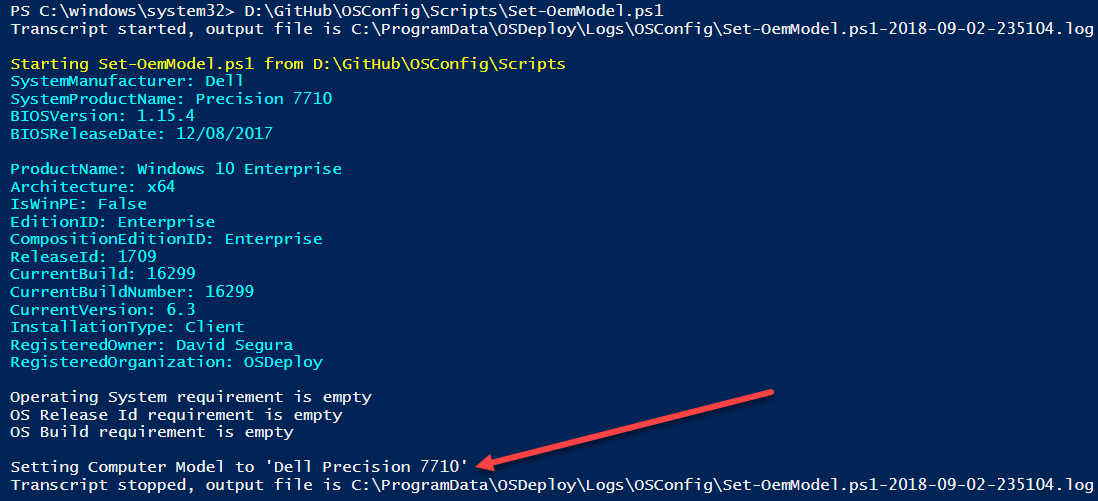 PS C:\windows\system32> D:\GitHub\OSConfig\Scripts\Set-OemModel.ps1
Transcript started, output file is C:\ProgramData\OSDeploy\Logs\OSConfig\Set-OemModel.ps1-2018-09-02-235104.log
Starting Set-OemModel.ps1 from D:\GitHub\OSConfig\Scripts
SystemManufacturer: Dell
SystemProductName: Precision 7710
BIOSVersion: 1.15.4
BIOSReleaseDate: 12/08/2017
ProductName: Windows 10 Enterprise
Architecture: x64
IsWinPE: False
EditionID: Enterprise
CompositionEditionID: Enterprise
ReleaseId: 1709
CurrentBuild: 16299
CurrentBuildNumber: 16299
CurrentVersion: 6.3
InstallationType: Client
RegisteredOwner: David Segura
RegisteredOrganization: OSDeploy
Operating System requirement is empty
OS Release Id requirement is empty
OS Build requirement is empty
Setting Computer Model to 'Dell Precision 7710'
Transcript stopped, output file is C:\ProgramData\OSDeploy\Logs\OSConfig\Set-OemModel.ps1-2018-09-02-235104.log